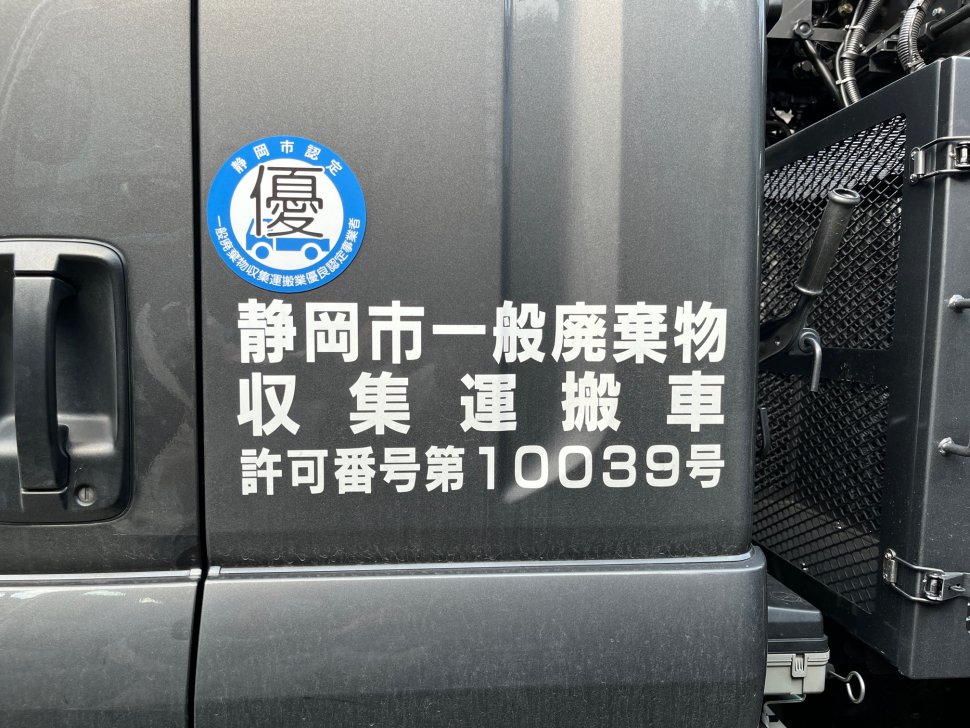 静岡市認定
優
一般廃棄物収集運搬業優良認定事業者
静岡市一般廃棄物
収集運搬車
許可番号第10039号